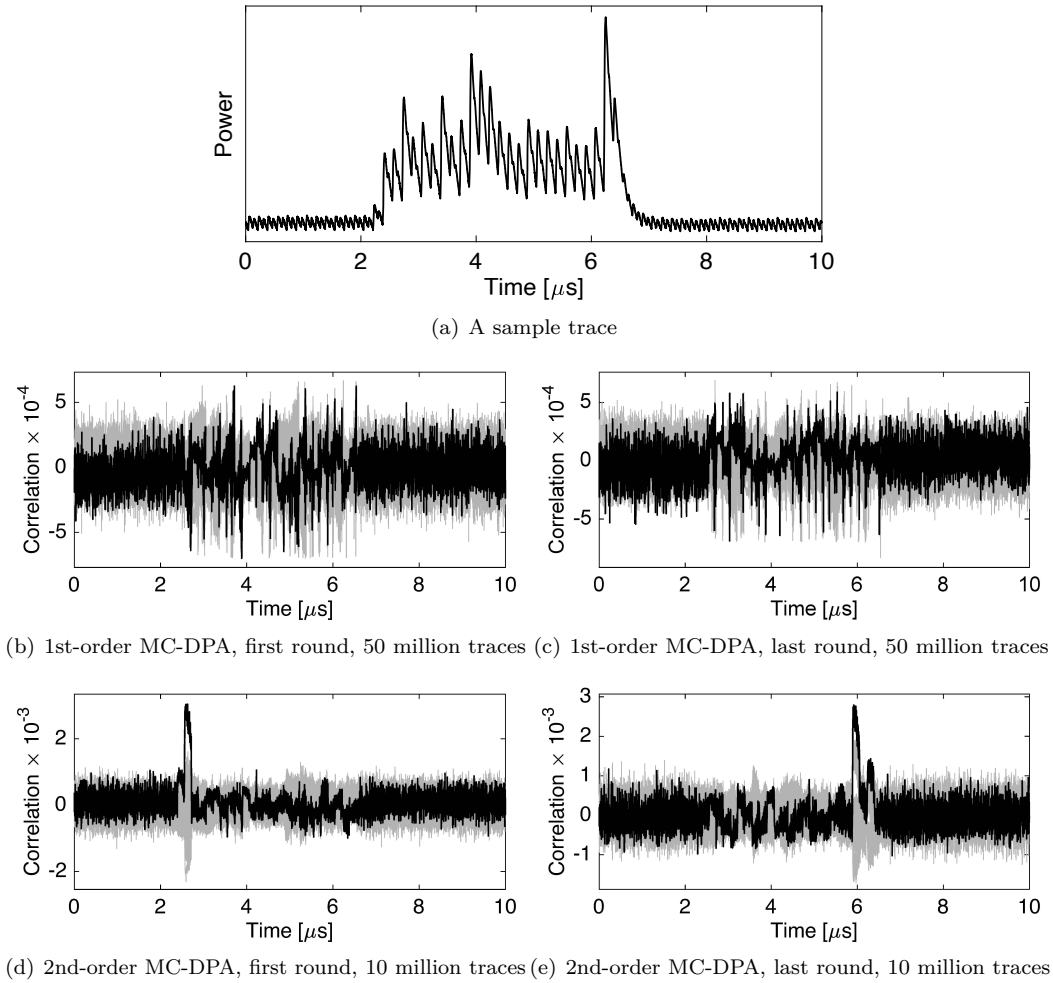 Power
0 2 4 6 8 10
Time [μs]
(a) A sample trace
Correlation × 10-4
5
0
-5
0 2 4 6 8 10
Time [μs]
Correlation × 10-4
5
0
-5
0 2 4 6 8 10
Time [μs]
(b) 1st-order MC-DPA, first round, 50 million traces
(c) 1st-order MC-DPA, last round, 50 million traces
Correlation × 10-3
2
0
-2
0 2 4 6 8 10
Time [μs]
Correlation × 10-3
3
2
1
0
-1
0 2 4 6 8 10
Time [μs]
(d) 2nd-order MC-DPA, first round, 10 million traces
(e) 2nd-order MC-DPA, last round, 10 million traces